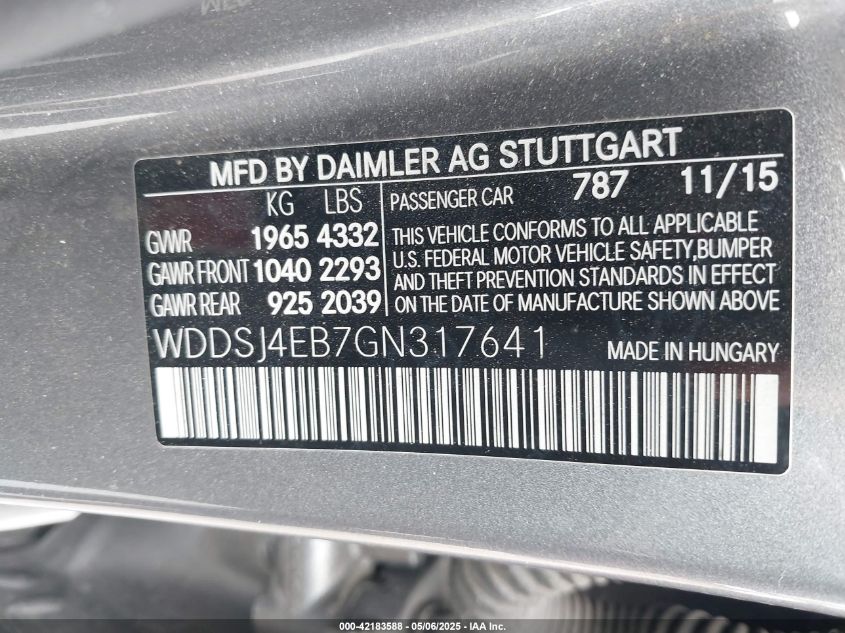 MFD BY DAIMLER AG STUTTGART
KG LBS
GVWR 1965 4332
GAWR FRONT 1040 2293
GAWR REAR 925 2039
PASSENGER CAR 787 11/15
THIS VEHICLE CONFORMS TO ALL APPLICABLE
U.S. FEDERAL MOTOR VEHICLE SAFETY,BUMPER
AND THEFT PREVENTION STANDARDS IN EFFECT
ON THE DATE OF MANUFACTURE SHOWN ABOVE
WDDSJ4EB7GN317641 MADE IN HUNGARY
000-42183588 - 05/06/2025 - IAA Inc.